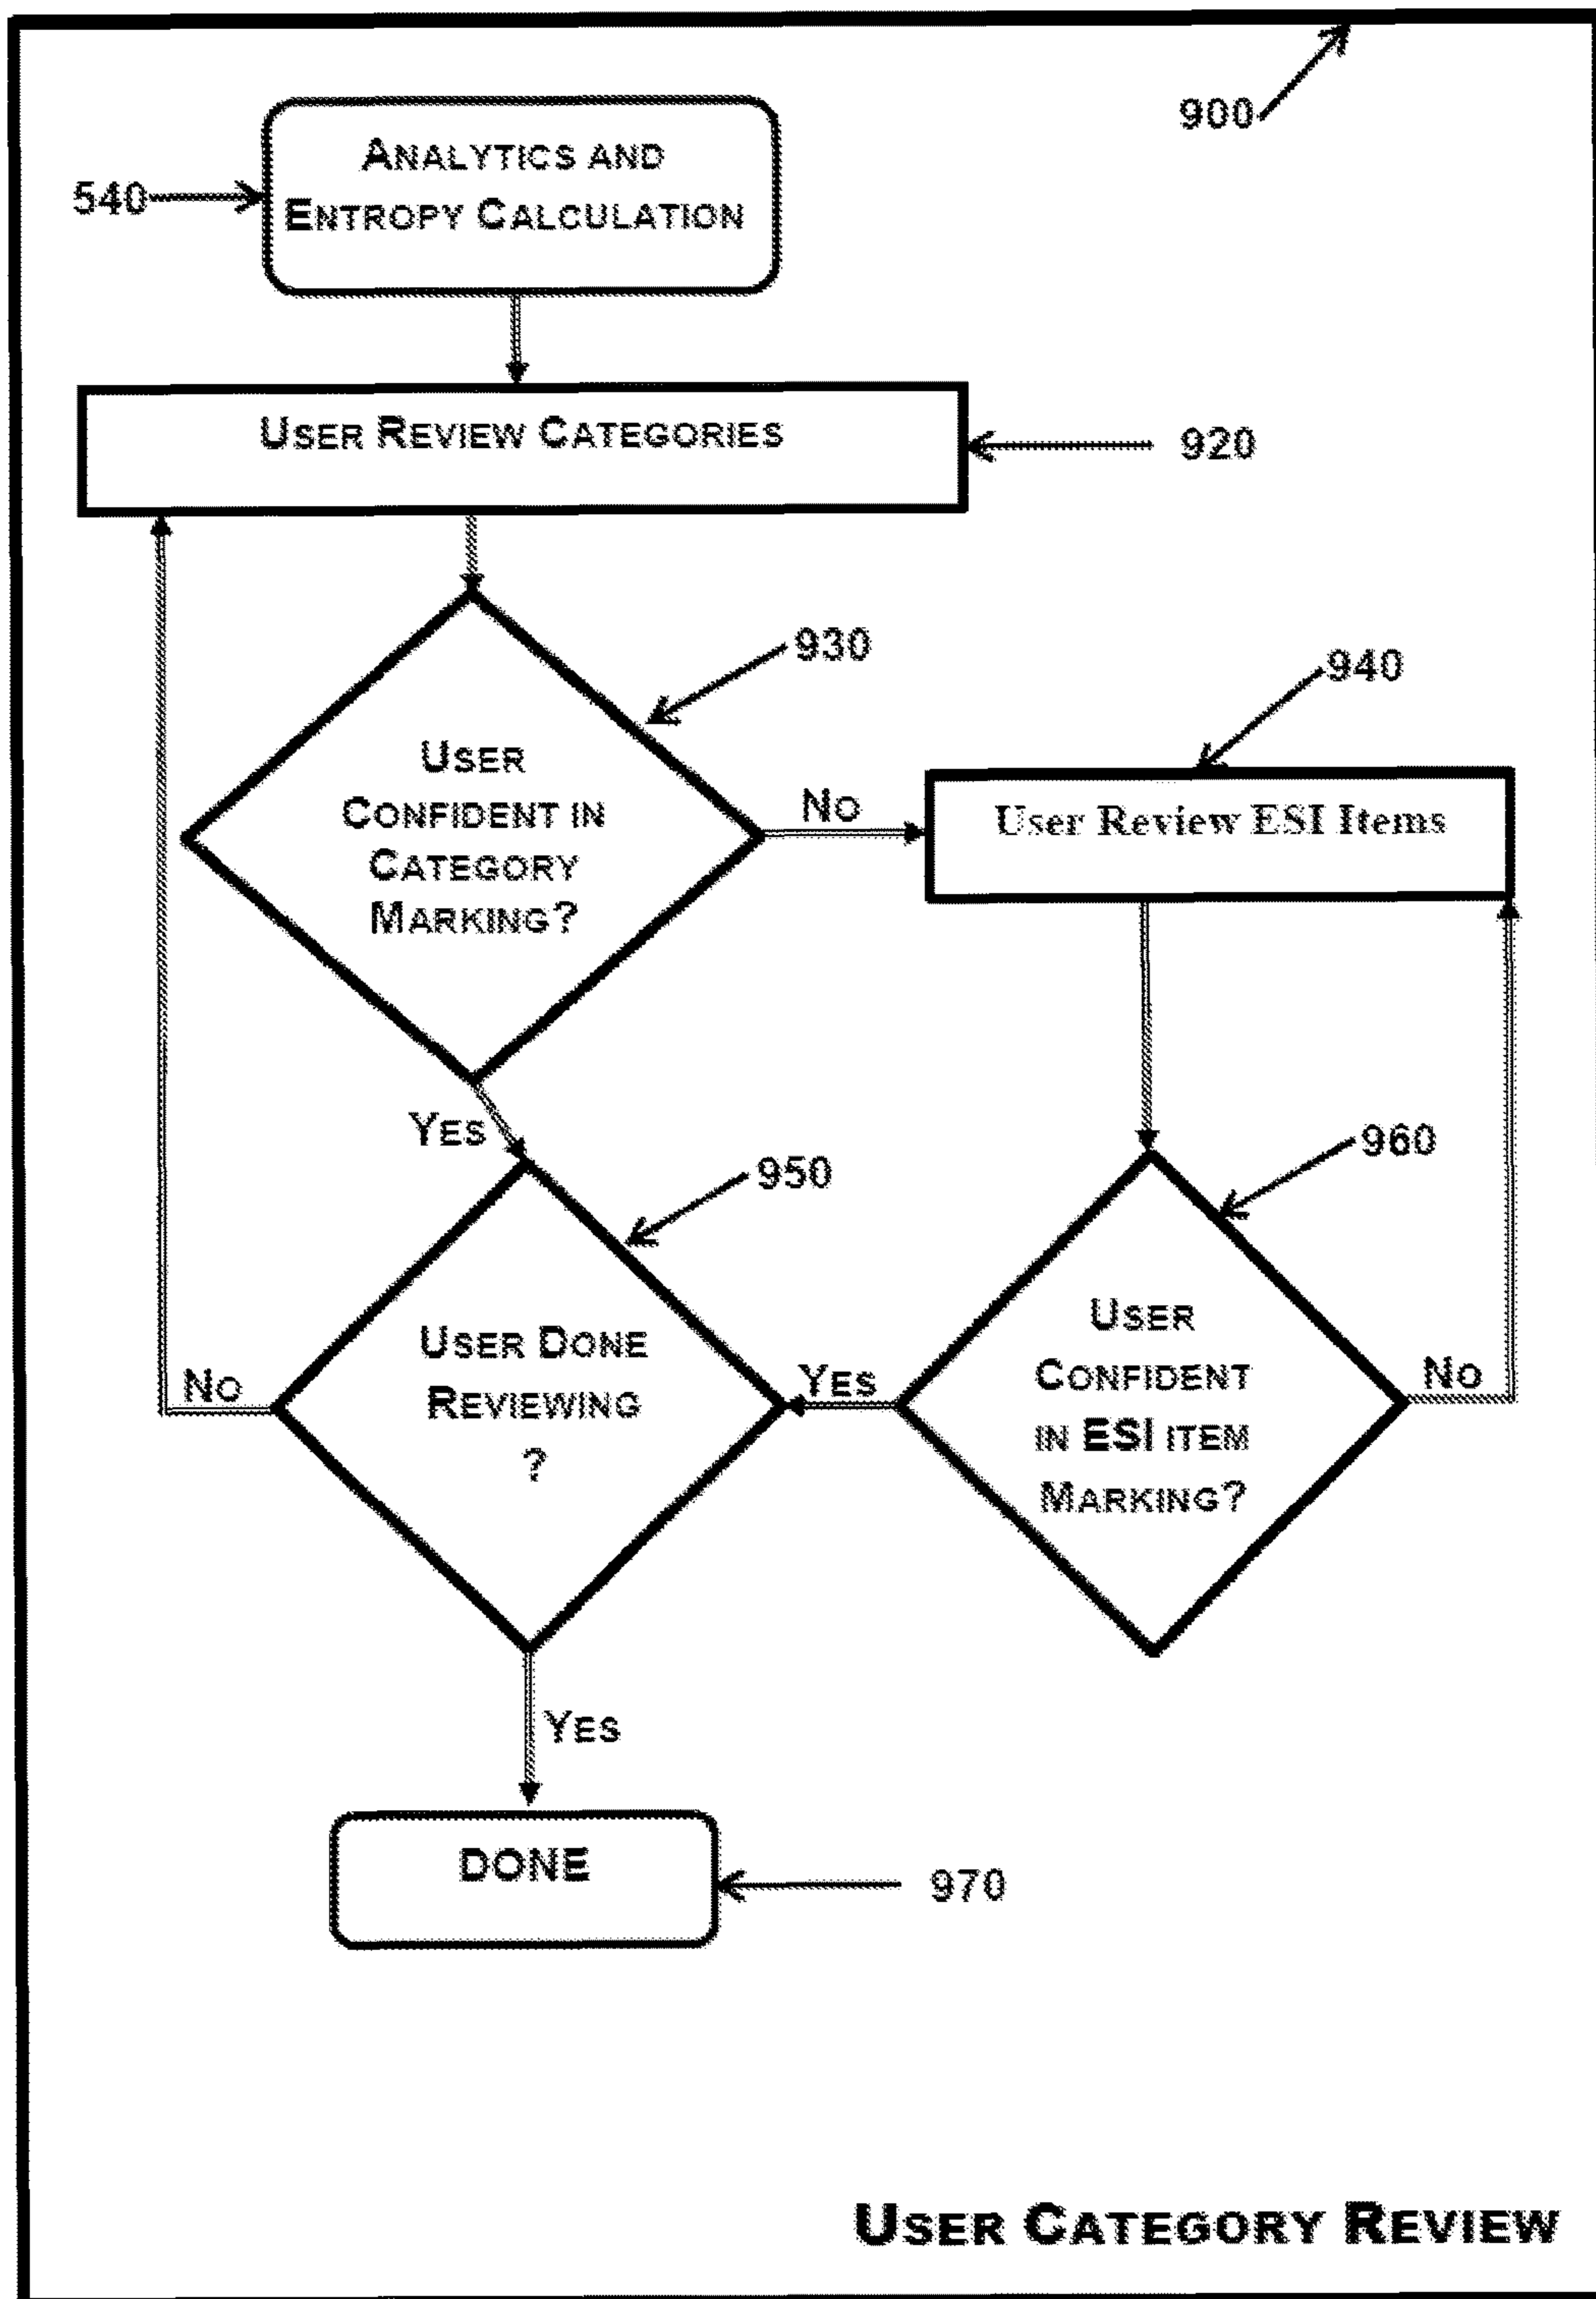 900
ANALYTICS AND
540
ENTROPY CALCULATION
USER REVIEW CATEGORIES
920
930
940
USER
CONFIDENT IN
CATEGORY
MARKING?
NO
User Review ESI Items
YES
950
960
USER DONE
REVIEWING
?
NO
YES
USER
CONFIDENT
IN ESI ITEM
MARKING?
NO
YES
DONE
970
USER CATEGORY REVIEW